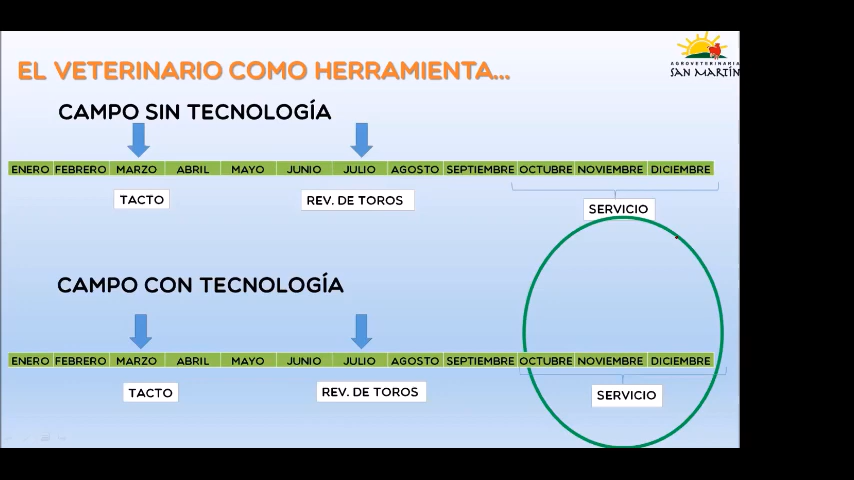 EL VETERINARIO COMO HERRAMIENTA...
AGROVETERINARIA
SAN MARTÍN
CAMPO SIN TECNOLOGÍA
ENERO FEBRERO MARZO ABRIL MAYO JUNIO JULIO AGOSTO SEPTIEMBRE OCTUBRE NOVIEMBRE DICIEMBRE
TACTO REV. DE TOROS SERVICIO
CAMPO CON TECNOLOGÍA
ENERO FEBRERO MARZO ABRIL MAYO JUNIO JULIO AGOSTO SEPTIEMBRE OCTUBRE NOVIEMBRE DICIEMBRE
TACTO REV. DE TOROS SERVICIO